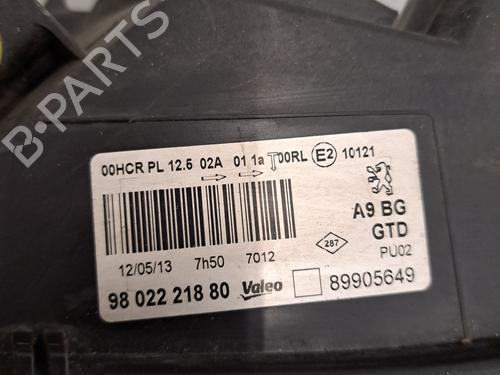 B-PARTS
00HCR PL 12.5 02A 01 1a 00RL E2 10121
A9 BG
GTD
287
PU02
12/05/13 7h50 7012
98 022 218 80 Valeo 89905649